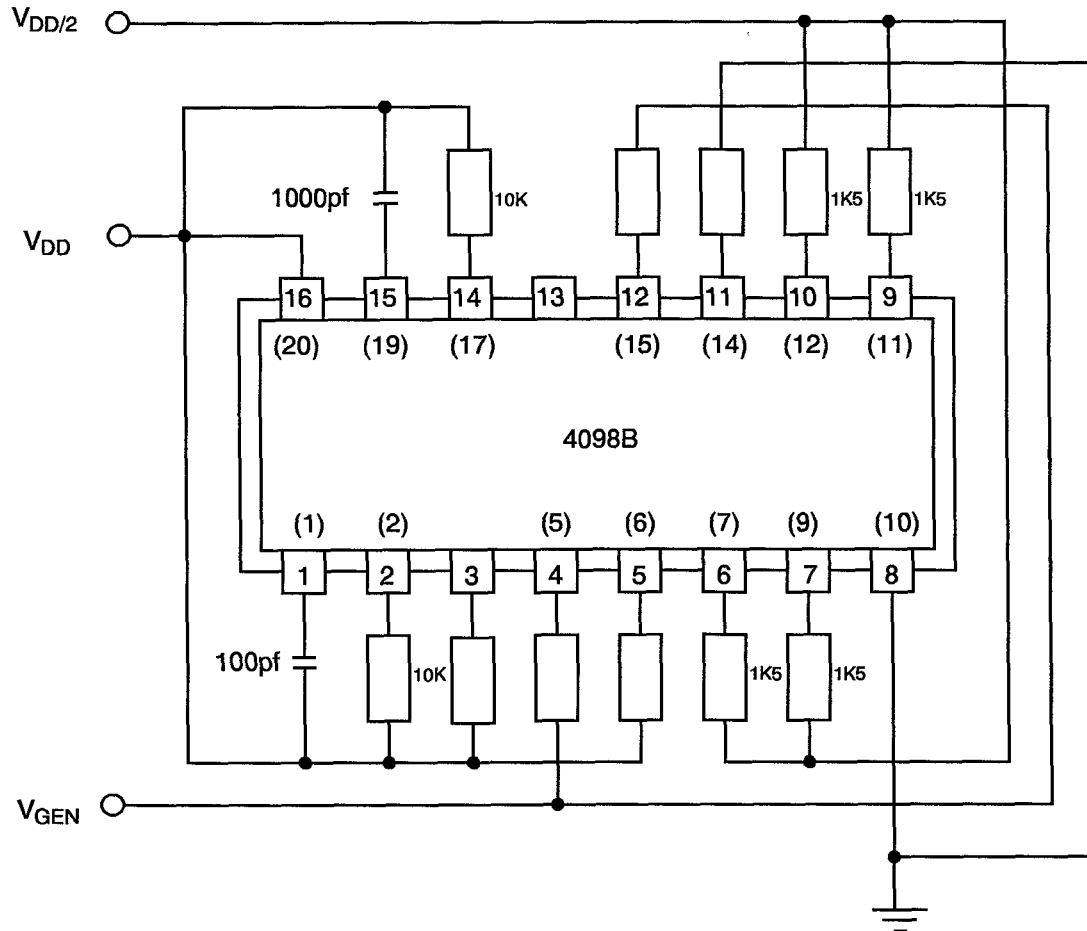 VDD/2
1000pf
10K
1K5
1K5
VDD
16
15
14
13
12
11
10
9
(20)
(19)
(17)
(15)
(14)
(12)
(11)
4098B
(1)
(2)
(5)
(6)
(7)
(9)
(10)
1
2
3
4
5
6
7
8
100pf
10K
1K5
1K5
VGEN